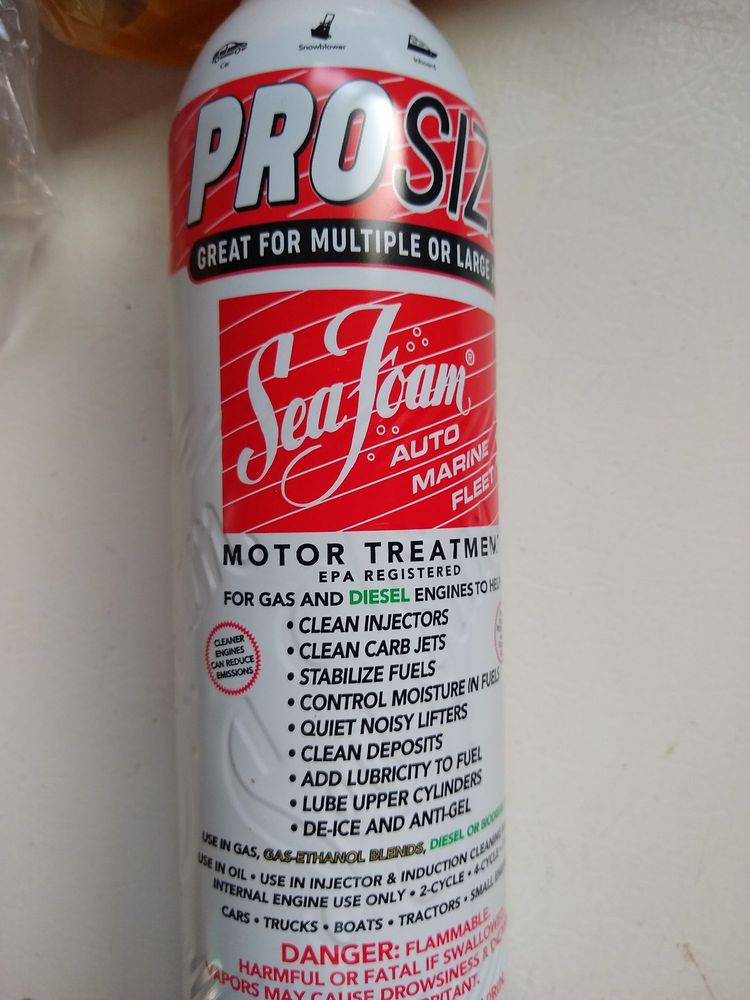 Car
Snowblower
Inboard
PRO SIZ
GREAT FOR MULTIPLE OR LARGE
Sea Foam®
AUTO
MARINE
FLEET
MOTOR TREATMEN
EPA REGISTERED
FOR GAS AND DIESEL ENGINES TO HEL
• CLEAN INJECTORS
• CLEAN CARB JETS
• STABILIZE FUELS
• CONTROL MOISTURE IN FUELS
• QUIET NOISY LIFTERS
• CLEAN DEPOSITS
• ADD LUBRICITY TO FUEL
• LUBE UPPER CYLINDERS
• DE-ICE AND ANTI-GEL
CLEANER
ENGINES
CAN REDUCE
EMISSIONS
USE IN GAS, GAS-ETHANOL BLENDS, DIESEL OR BIODIESE
USE IN OIL • USE IN INJECTOR & INDUCTION CLEANING
INTERNAL ENGINE USE ONLY • 2-CYCLE • 4-CYCLE
CARS • TRUCKS • BOATS • TRACTORS • SMALL EN
DANGER: FLAMMABLE.
HARMFUL OR FATAL IF SWALLOWED
VAPORS MAY CAUSE DROWSINESS & DIZZ
RRITANT.